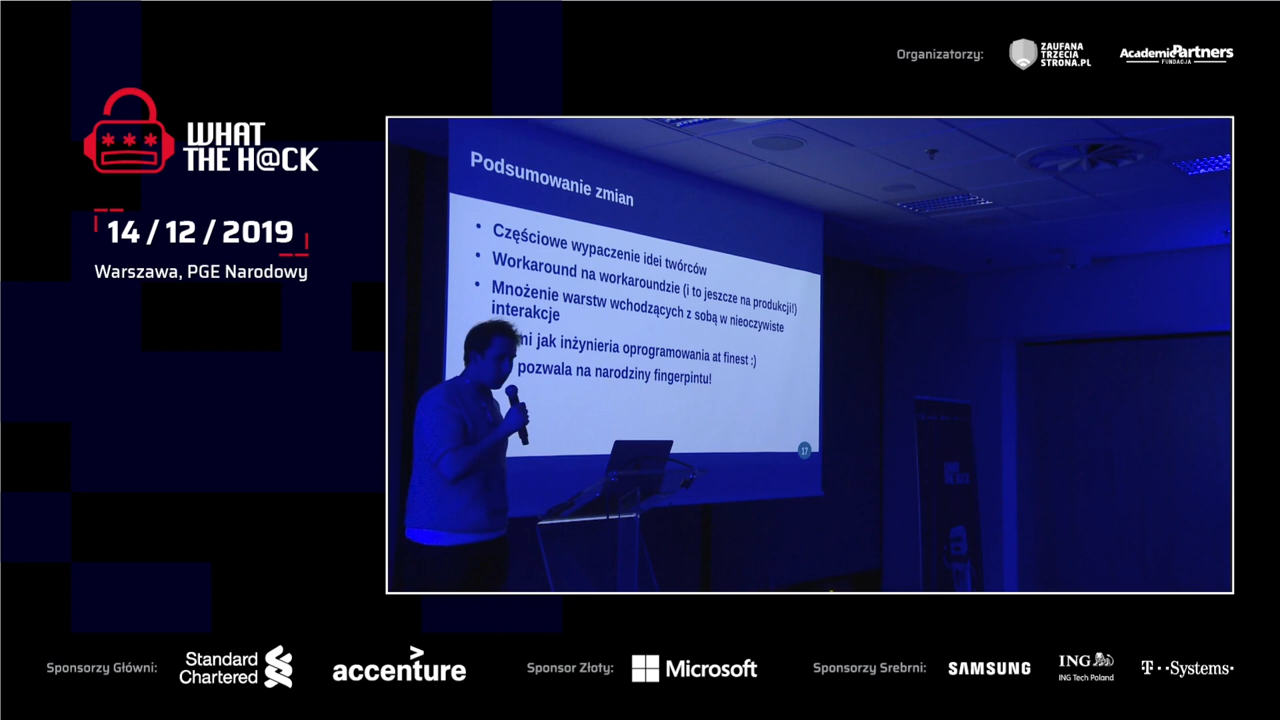 Organizatorzy:
ZAUFANA
TRZECIA
STRONA.PL
AcademicPartners
FUNDACJA
***
WHAT
THE H@CK
14 / 12 / 2019
Warszawa, PGE Narodowy
Podsumowanie zmian
• Częściowe wypaczenie idei twórców
• Workaround na workaroundzie (i to jeszcze na produkcji!)
• Mnożenie warstw wchodzących z sobą w nieoczywiste
interakcje
jak inżynieria oprogramowania at finest :)
pozwala na narodziny fingerpintu!
17
Sponsorzy Główni:
Standard
Chartered
accenture
Sponsor Złoty:
Microsoft
Sponsorzy Srebrni:
SAMSUNG
ING
ING Tech Poland
T··Systems·